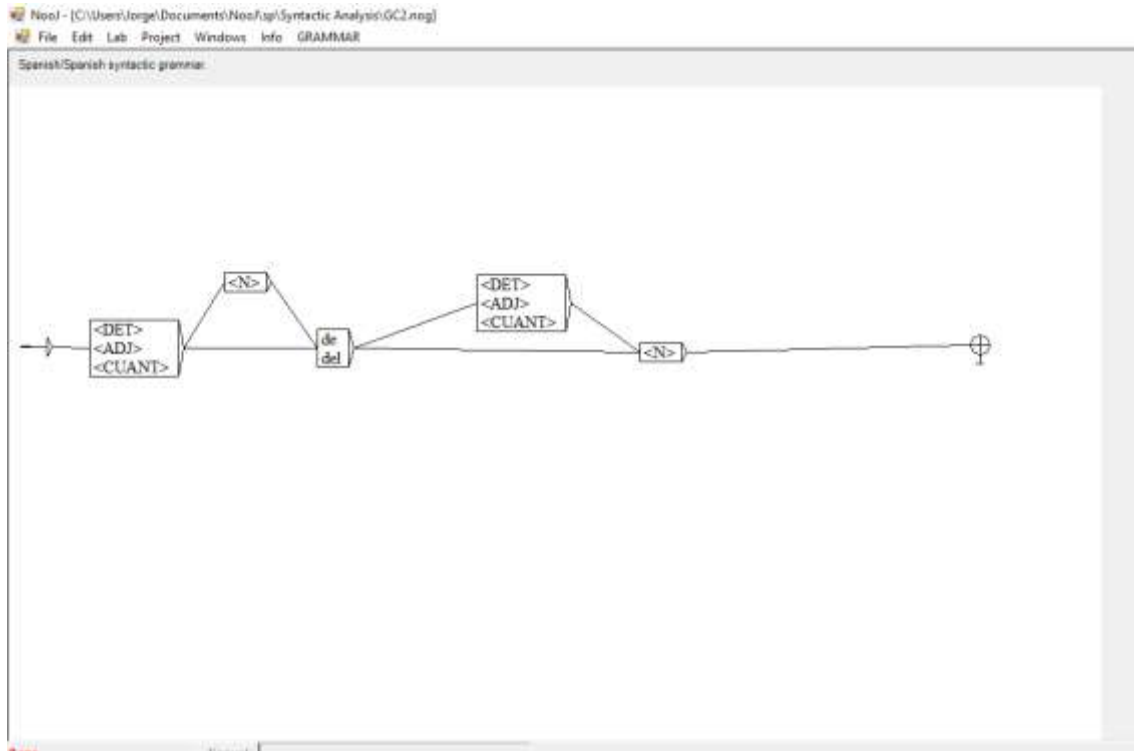 NooJ - [C:\Users\Jorge\Documents\NooJ\sp\Syntactic Analysis\GC2.nog]
File Edit Lab Project Windows Info GRAMMAR
Spanish/Spanish syntactic grammar.
<N>
<DET>
<ADJ>
<CUANT>
de
del
<DET>
<ADJ>
<CUANT>
<N>